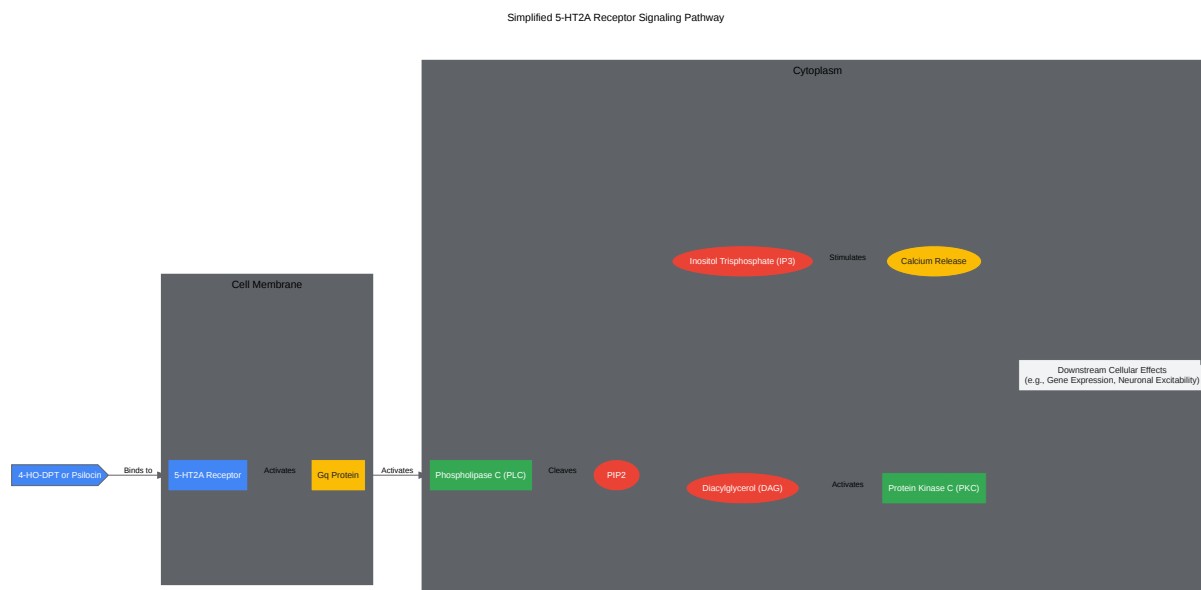 Simplified 5-HT2A Receptor Signaling Pathway
Cytoplasm
Inositol Trisphosphate (IP3)
Stimulates
Calcium Release
Cell Membrane
Downstream Cellular Effects
(e.g., Gene Expression, Neuronal Excitability)
4-HO-DPT or Psilocin
Binds to
5-HT2A Receptor
Activates
Gq Protein
Activates
Phospholipase C (PLC)
Cleaves
PIP2
Diacylglycerol (DAG)
Activates
Protein Kinase C (PKC)